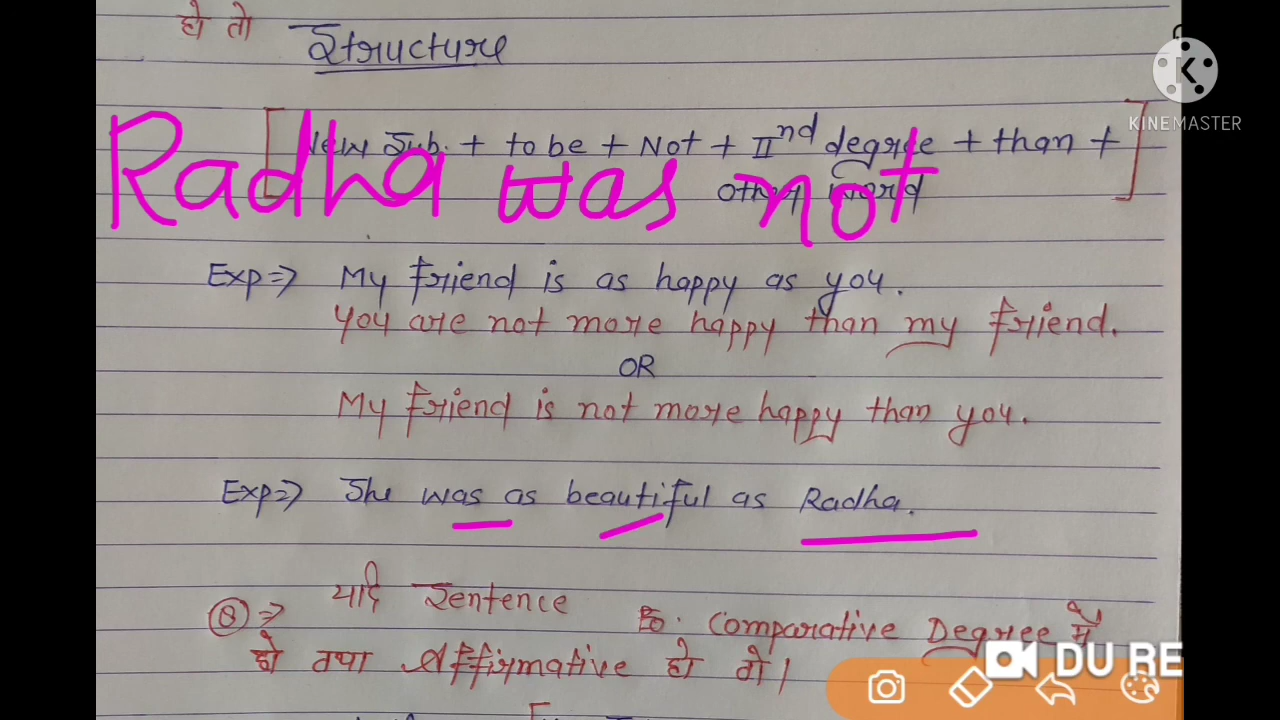 हो तो Structure
KINEMASTER
[New Sub. + to be + Not + IInd degree + than +
other word]
Radha was not
Exp⇒ My friend is as happy as you.
you are not more happy than my friend.
OR
My friend is not more happy than you.
Exp⇒ She was as beautiful as Radha.
⑧⇒ यदि Sentence Comparative Degree में
हो तथा Affirmative हो तो।
DU RE